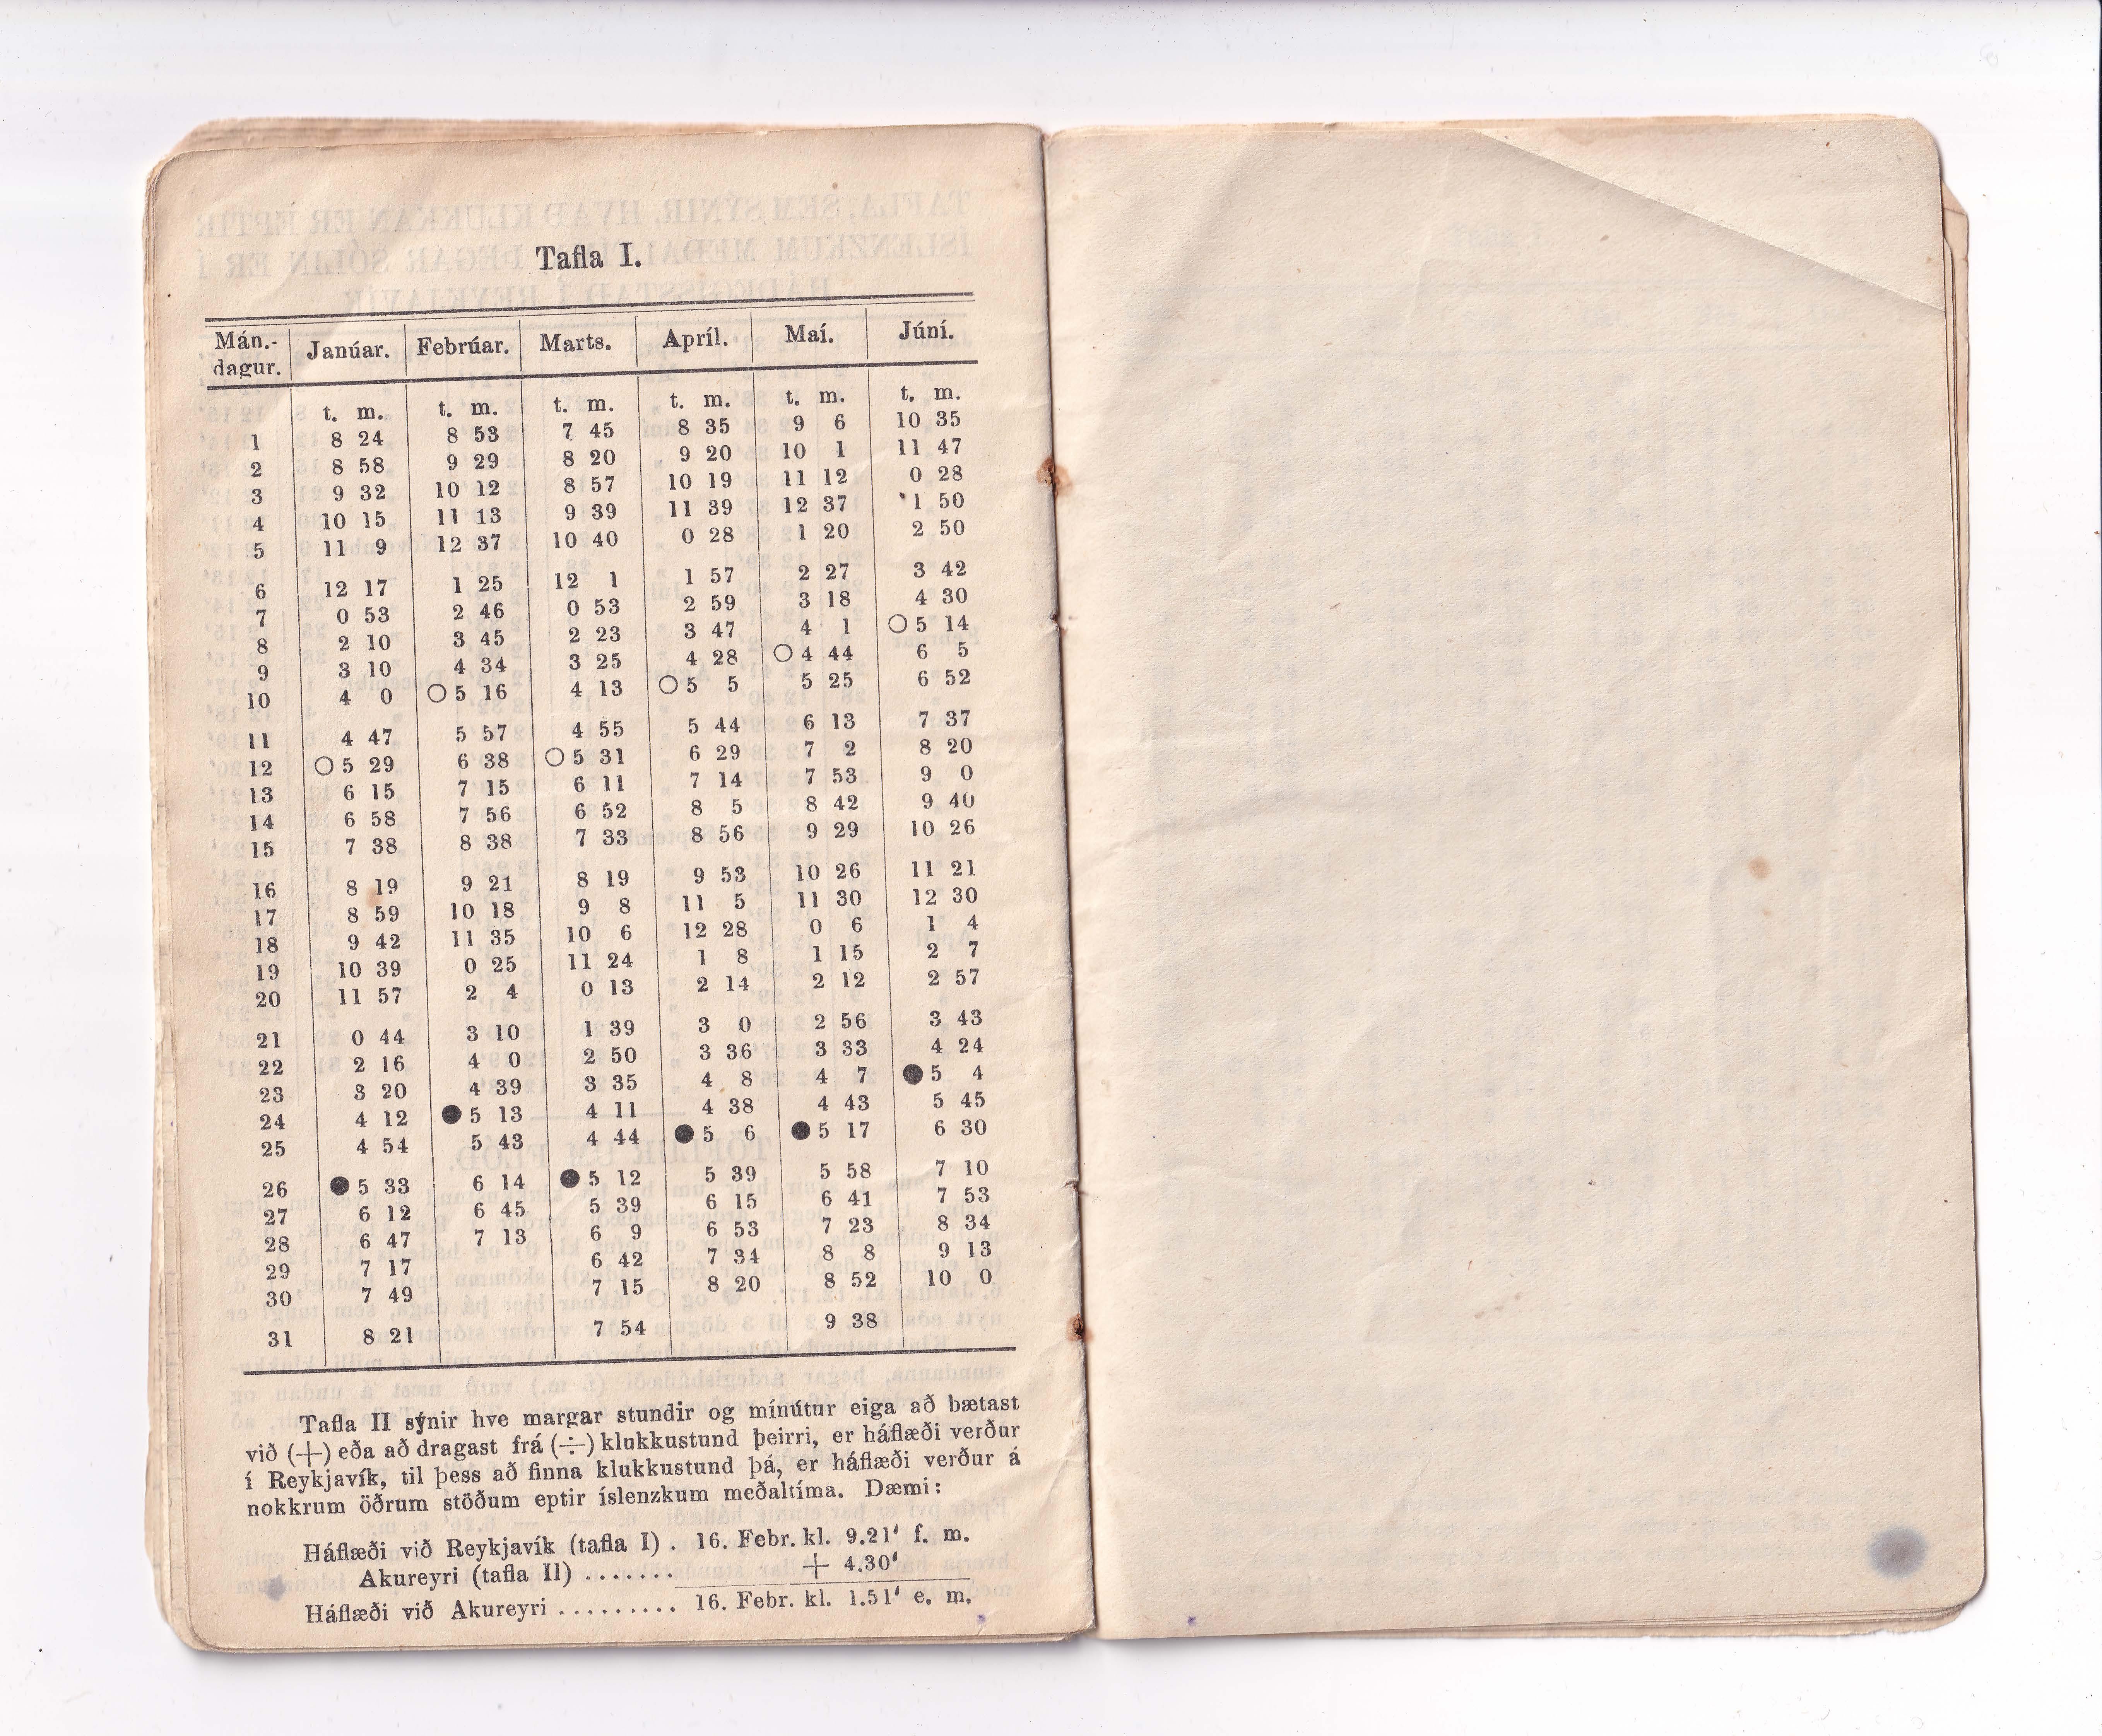 Tafla I.
Mán.- dagur. Janúar. Febrúar. Marts. Apríl. Maí. Júní.
t. m. t. m. t. m. t. m. t. m. t. m.
1 8 24 8 53 7 45 8 35 9 6 10 35
2 8 58 9 29 8 20 9 20 10 1 11 47
3 9 32 10 12 8 57 10 19 11 12 0 28
4 10 15 11 13 9 39 11 39 12 37 1 50
5 11 9 12 37 10 40 0 28 1 20 2 50
6 12 17 1 25 12 1 1 57 2 27 3 42
7 0 53 2 46 0 53 2 59 3 18 4 30
8 2 10 3 45 2 23 3 47 4 1 ○ 5 14
9 3 10 4 34 3 25 4 28 ○ 4 44 6 5
10 4 0 ○ 5 16 4 13 ○ 5 5 5 25 6 52
11 4 47 5 57 4 55 5 44 6 13 7 37
12 ○ 5 29 6 38 ○ 5 31 6 29 7 2 8 20
13 6 15 7 15 6 11 7 14 7 53 9 0
14 6 58 7 56 6 52 8 5 8 42 9 40
15 7 38 8 38 7 33 8 56 9 29 10 26
16 8 19 9 21 8 19 9 53 10 26 11 21
17 8 59 10 18 9 8 11 5 11 30 12 30
18 9 42 11 35 10 6 12 28 0 6 1 4
19 10 39 0 25 11 24 1 8 1 15 2 7
20 11 57 2 4 0 13 2 14 2 12 2 57
21 0 44 3 10 1 39 3 0 2 56 3 43
22 2 16 4 0 2 50 3 36 3 33 4 24
23 3 20 4 39 3 35 4 8 4 7 ● 5 4
24 4 12 ● 5 13 4 11 4 38 4 43 5 45
25 4 54 5 43 4 44 ● 5 6 ● 5 17 6 30
26 ● 5 33 6 14 ● 5 12 5 39 5 58 7 10
27 6 12 6 45 5 39 6 15 6 41 7 53
28 6 47 7 13 6 9 6 53 7 23 8 34
29 7 17 6 42 7 34 8 8 9 13
30 7 49 7 15 8 20 8 52 10 0
31 8 21 7 54 9 38
Tafla II sýnir hve margar stundir og mínútur eiga að bætast
við (+) eða að dragast frá (÷) klukkustund þeirri, er háflæði verður
í Reykjavík, til þess að finna klukkustund þá, er háflæði verður á
nokkrum öðrum stöðum eptir íslenzkum meðaltíma. Dæmi:
Háflæði við Reykjavík (tafla I) . 16. Febr. kl. 9.21' f. m.
Akureyri (tafla II) ....... + 4.30'
Háflæði við Akureyri ......... 16. Febr. kl. 1.51' e. m.